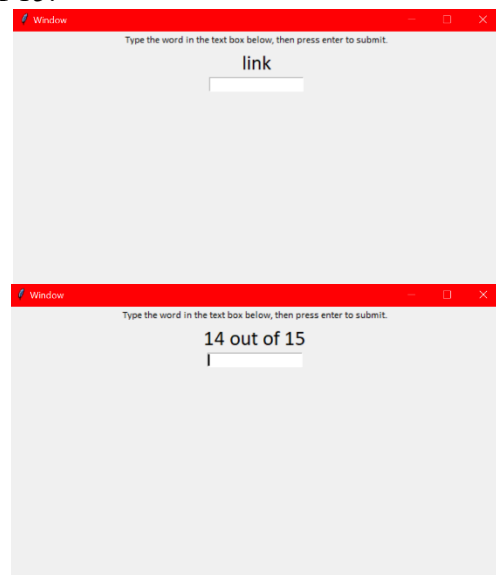 Window
Type the word in the text box below, then press enter to submit.
link
Window
Type the word in the text box below, then press enter to submit.
14 out of 15